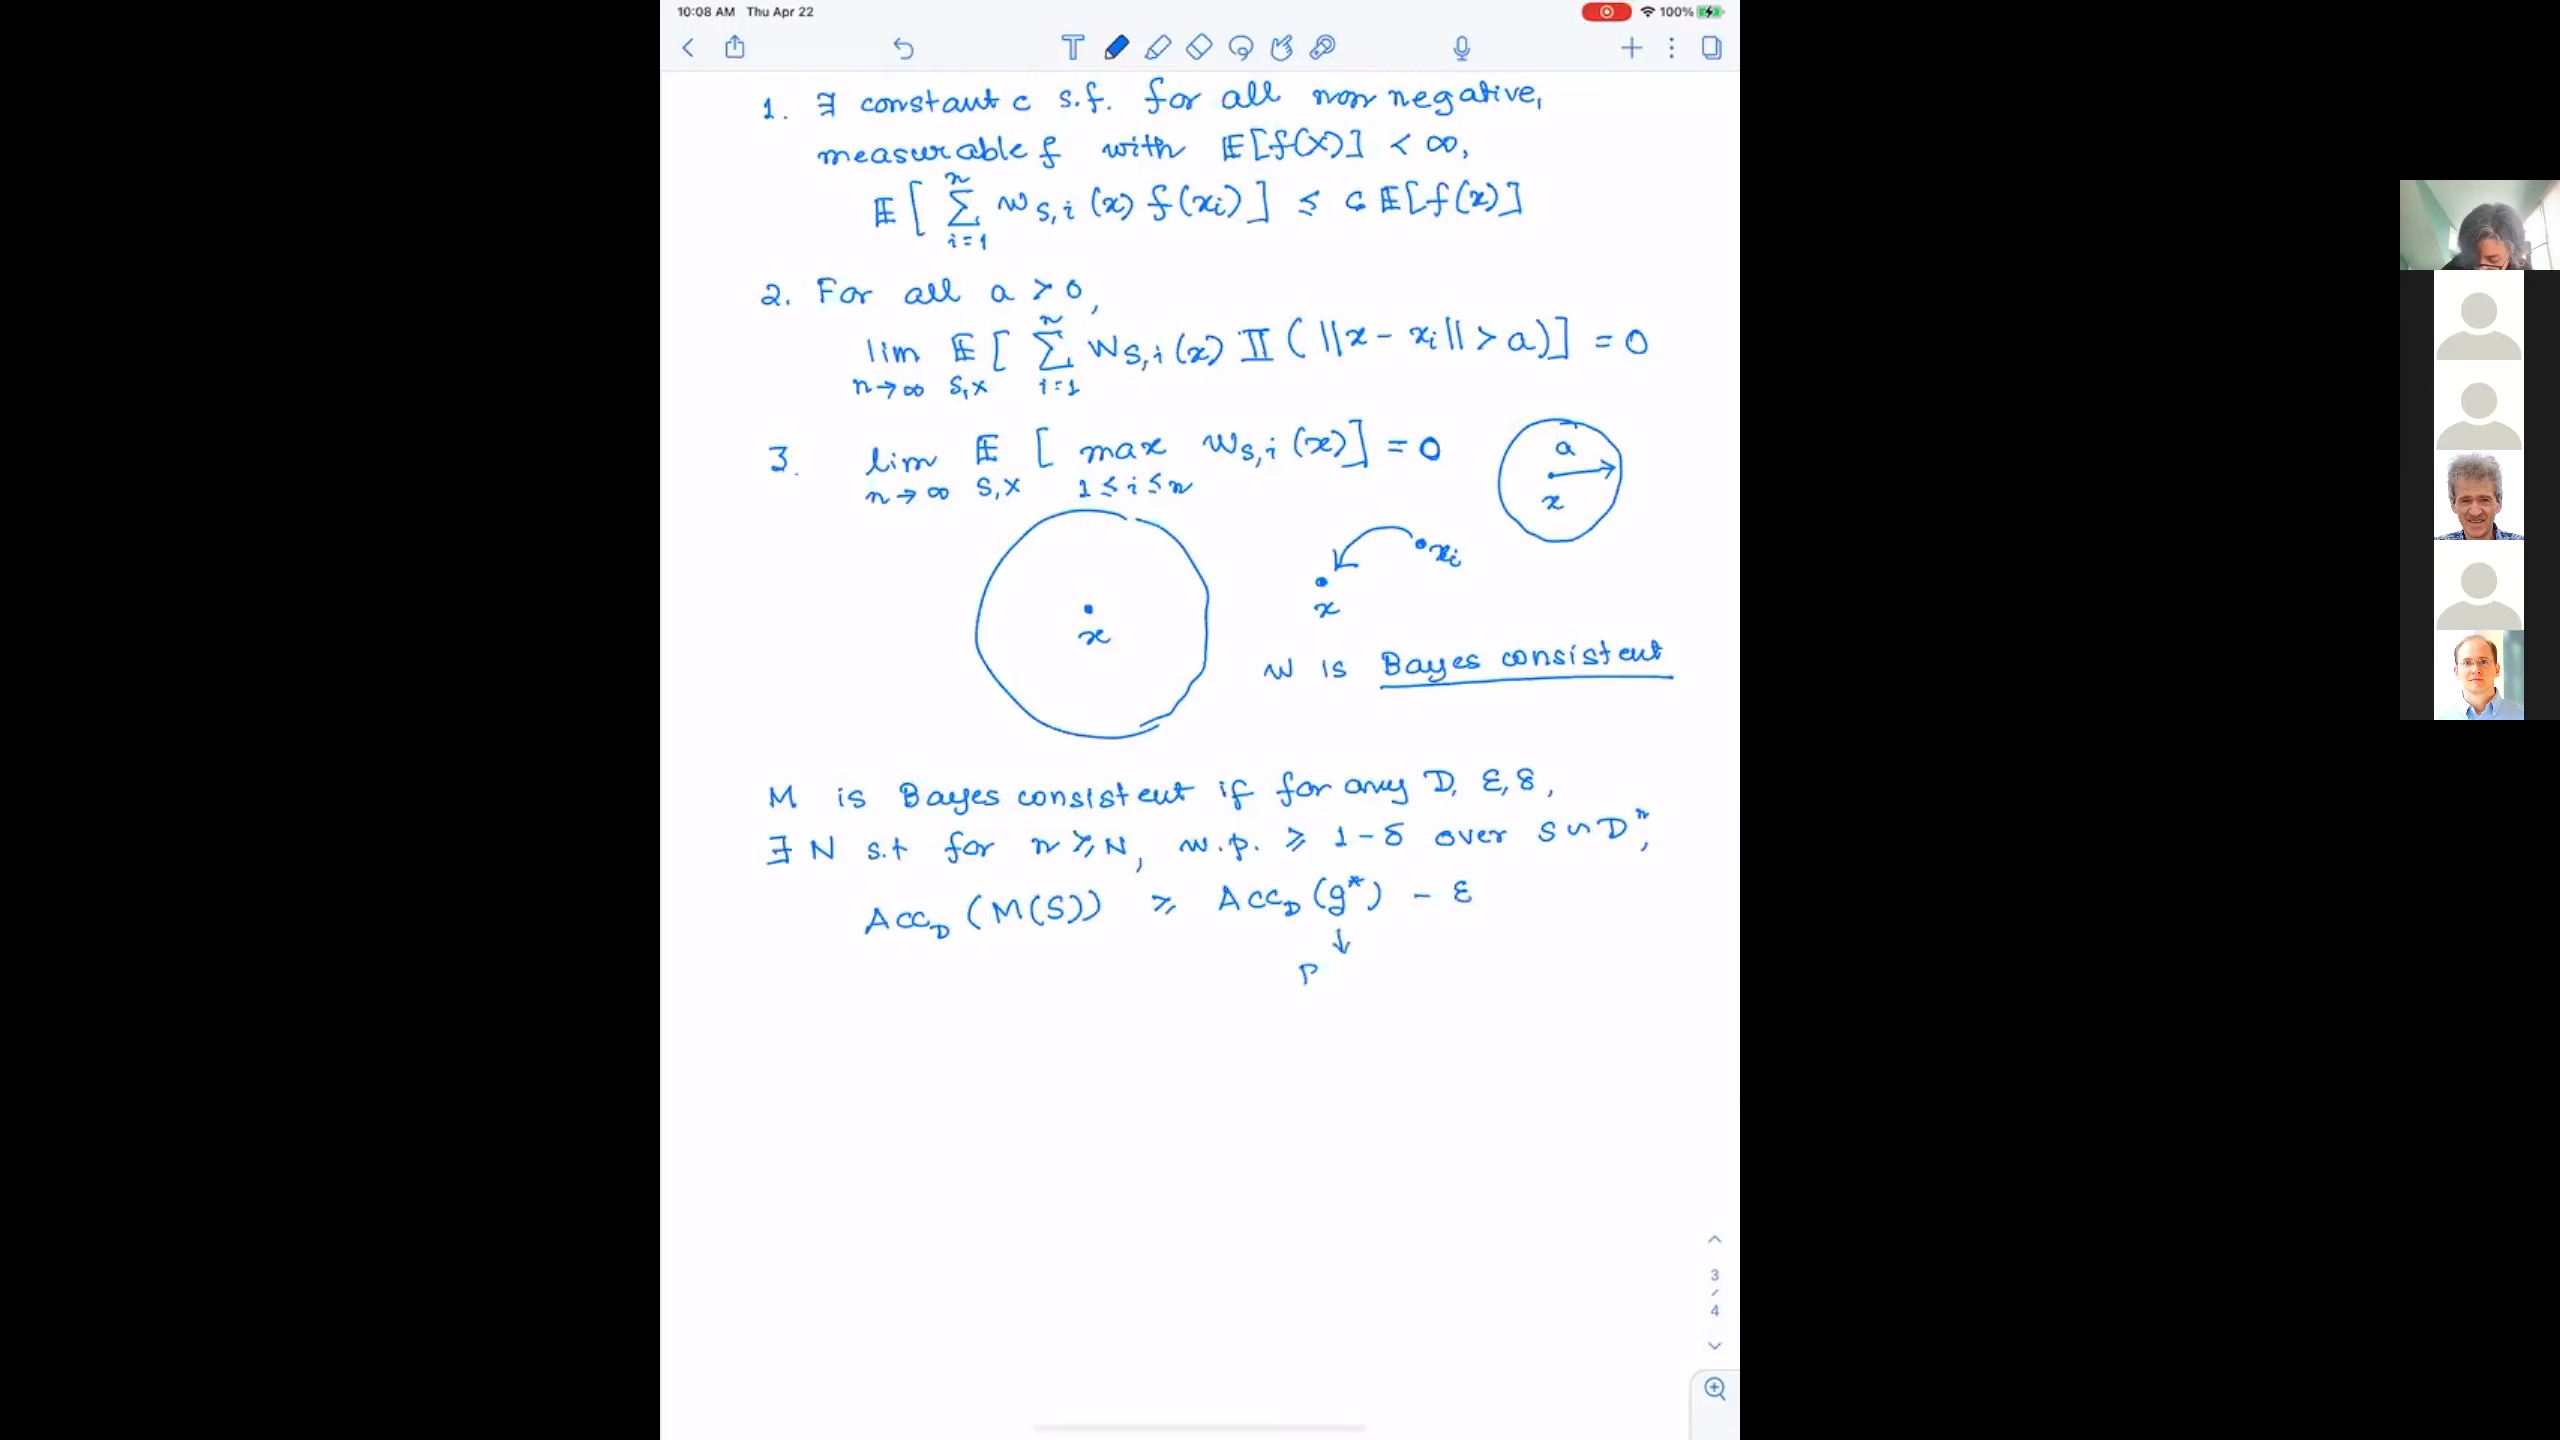 10:08 AM Thu Apr 22
100%
1. ∃ constant c s.t. for all non negative,
measurable f with 𝔼[f(X)] < ∞,
𝔼[ ∑_{i=1}^{n} w_{S,i}(x) f(x_i) ] ≤ c 𝔼[f(x)]
2. For all a > 0,
lim_{n→∞} 𝔼_{S,X} [ ∑_{i=1}^{n} W_{S,i}(x) 𝕀( ||x - x_i|| > a) ] = 0
3. lim_{n→∞} 𝔼_{S,X} [ max_{1≤i≤n} w_{S,i}(x) ] = 0
a
x
x_i
x
x
W is Bayes consistent
M is Bayes consistent if for any D, ε, δ,
∃ N s.t for n ≥ N, w.p. ≥ 1-δ over S ∽ D^n,
Acc_D (M(S)) ≥ Acc_D (g*) - ε
↓
3
/
4